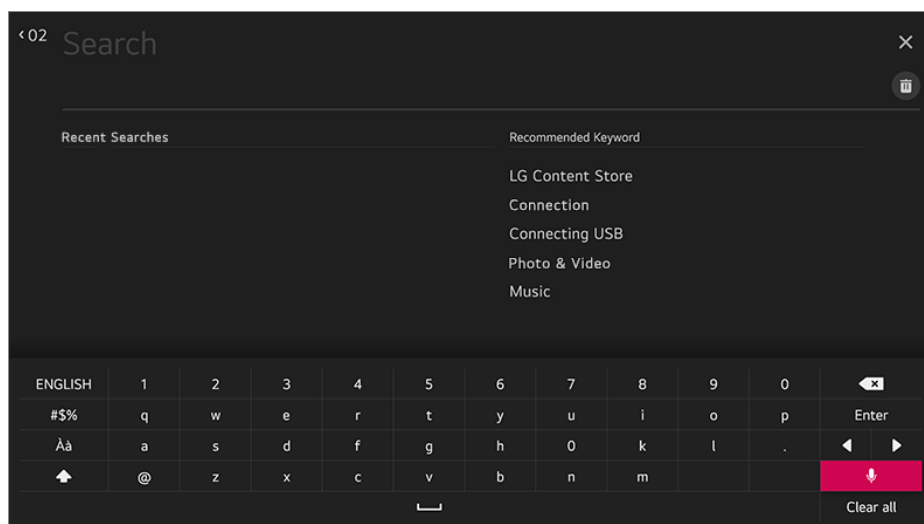 ‹02 Search
Recent Searches
Recommended Keyword
LG Content Store
Connection
Connecting USB
Photo & Video
Music
ENGLISH 1 2 3 4 5 6 7 8 9 0
#$% q w e r t y u i o p Enter
Àà a s d f g h 0 k l .
@ z x c v b n m
Clear all